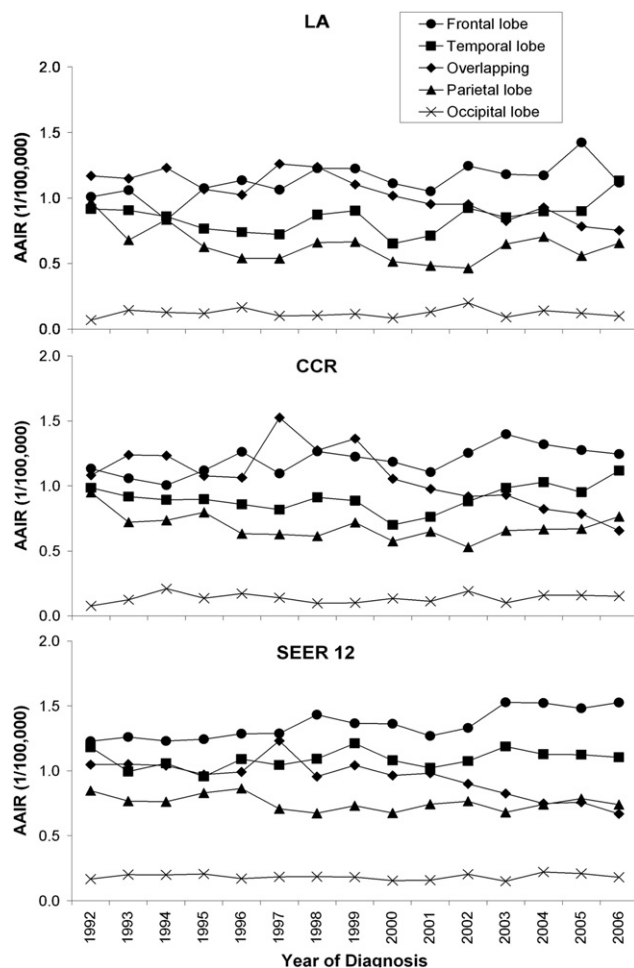 LA
Frontal lobe
Temporal lobe
Overlapping
Parietal lobe
Occipital lobe
AAIR (1/100,000)
2.0
1.5
1.0
0.5
0.0
CCR
AAIR (1/100,000)
2.0
1.5
1.0
0.5
0.0
SEER 12
AAIR (1/100,000)
2.0
1.5
1.0
0.5
0.0
1992
1993
1994
1995
1996
1997
1998
1999
2000
2001
2002
2003
2004
2005
2006
Year of Diagnosis